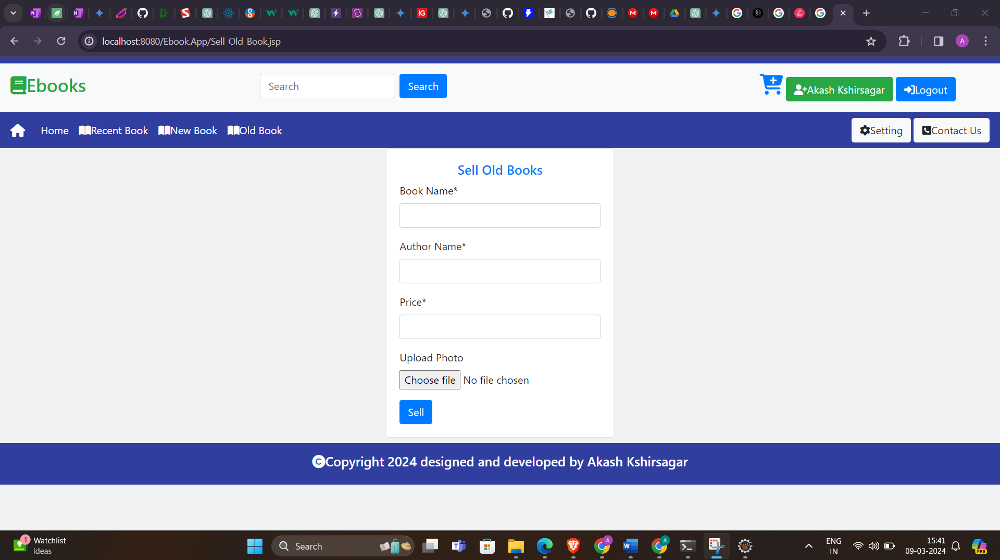 localhost:8080/Ebook.App/Sell_Old_Book.jsp
Ebooks
Search
Search
Akash Kshirsagar
Logout
Home
Recent Book
New Book
Old Book
Setting
Contact Us
Sell Old Books
Book Name*
Author Name*
Price*
Upload Photo
Choose file No file chosen
Sell
Copyright 2024 designed and developed by Akash Kshirsagar
1
Watchlist
Ideas
Search
ENG
IN
15:41
09-03-2024